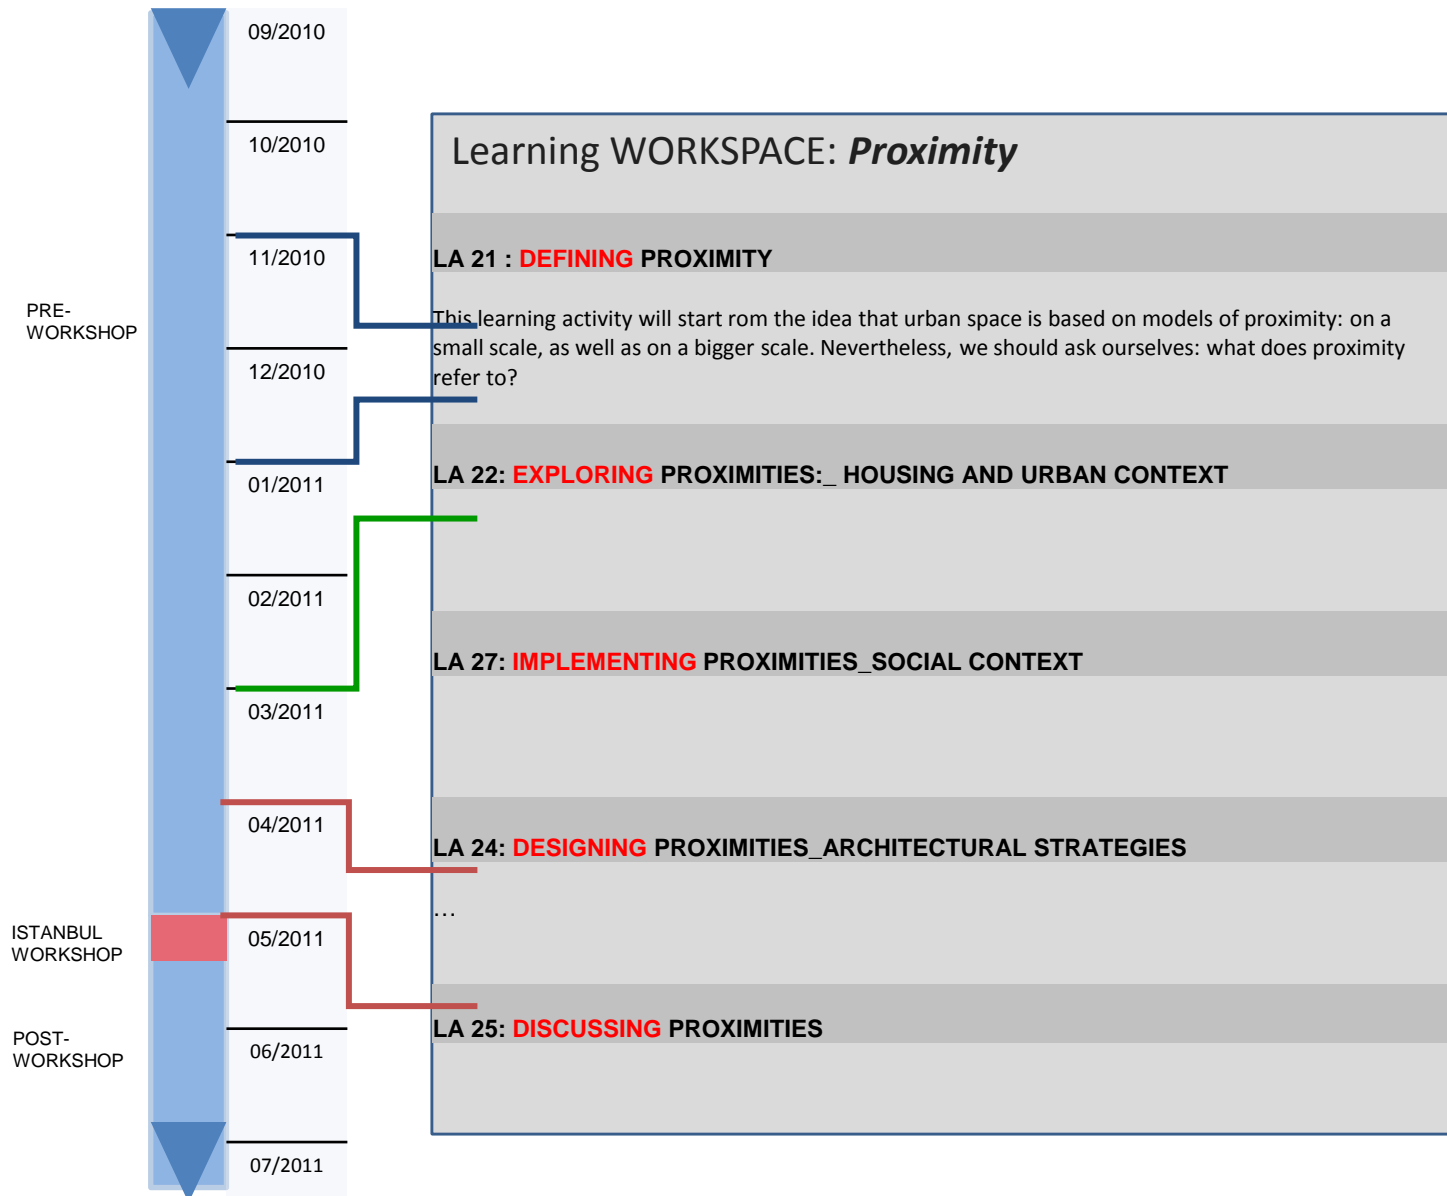 09/2010
10/2010
Learning WORKSPACE: Proximity
11/2010
LA 21 : DEFINING PROXIMITY
PRE-
WORKSHOP
This learning activity will start rom the idea that urban space is based on models of proximity: on a
small scale, as well as on a bigger scale. Nevertheless, we should ask ourselves: what does proximity
refer to?
12/2010
01/2011
LA 22: EXPLORING PROXIMITIES:_ HOUSING AND URBAN CONTEXT
02/2011
LA 27: IMPLEMENTING PROXIMITIES_SOCIAL CONTEXT
03/2011
04/2011
LA 24: DESIGNING PROXIMITIES_ARCHITECTURAL STRATEGIES
…
ISTANBUL
WORKSHOP
05/2011
LA 25: DISCUSSING PROXIMITIES
POST-
WORKSHOP
06/2011
07/2011